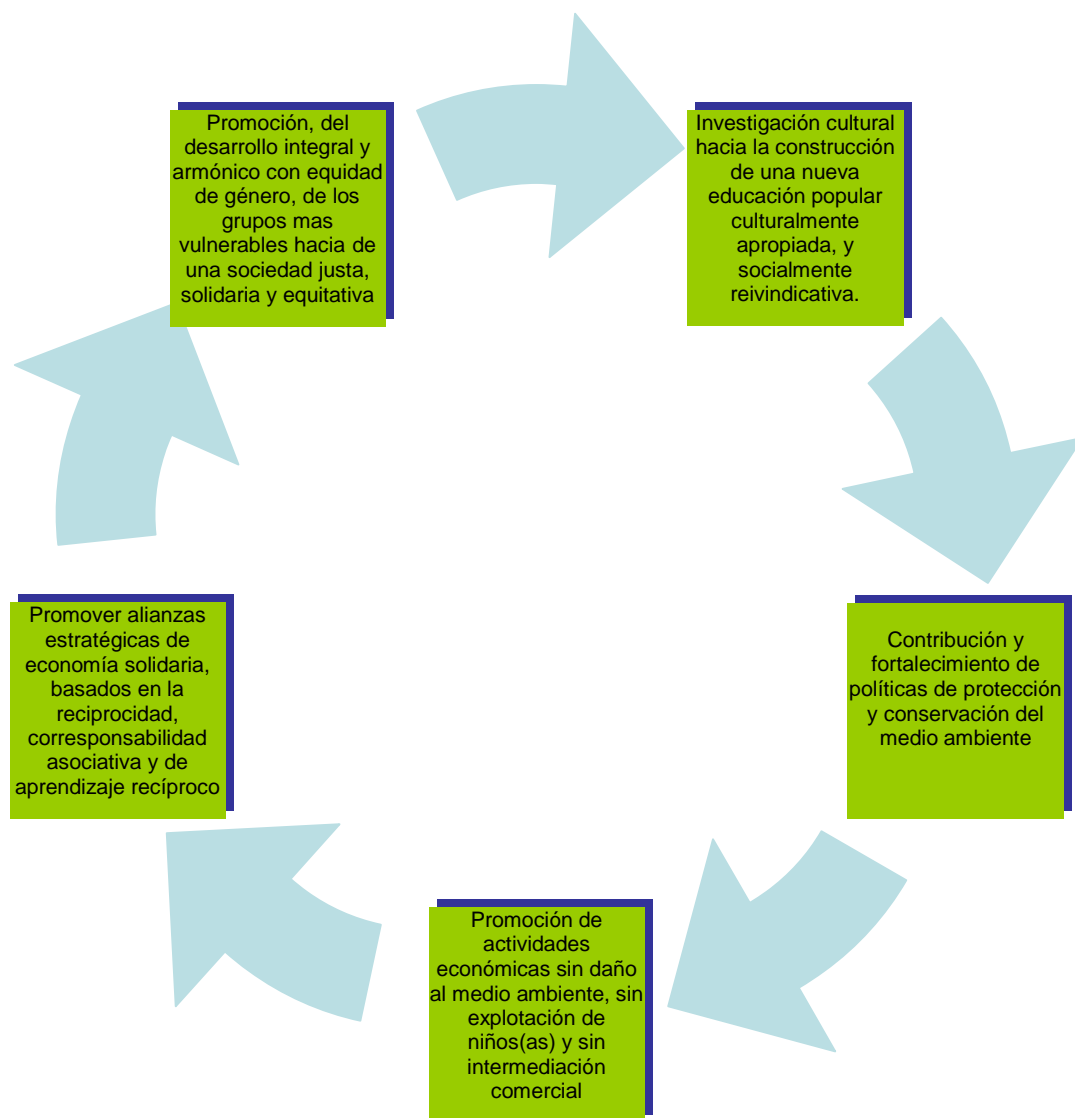 Promoción, del
desarrollo integral y
armónico con equidad
de género, de los
grupos mas
vulnerables hacia de
una sociedad justa,
solidaria y equitativa
Investigación cultural
hacia la construcción
de una nueva
educación popular
culturalmente
apropiada, y
socialmente
reivindicativa.
Contribución y
fortalecimiento de
políticas de protección
y conservación del
medio ambiente
Promoción de
actividades
económicas sin daño
al medio ambiente, sin
explotación de
niños(as) y sin
intermediación
comercial
Promover alianzas
estratégicas de
economía solidaria,
basados en la
reciprocidad,
corresponsabilidad
asociativa y de
aprendizaje recíproco